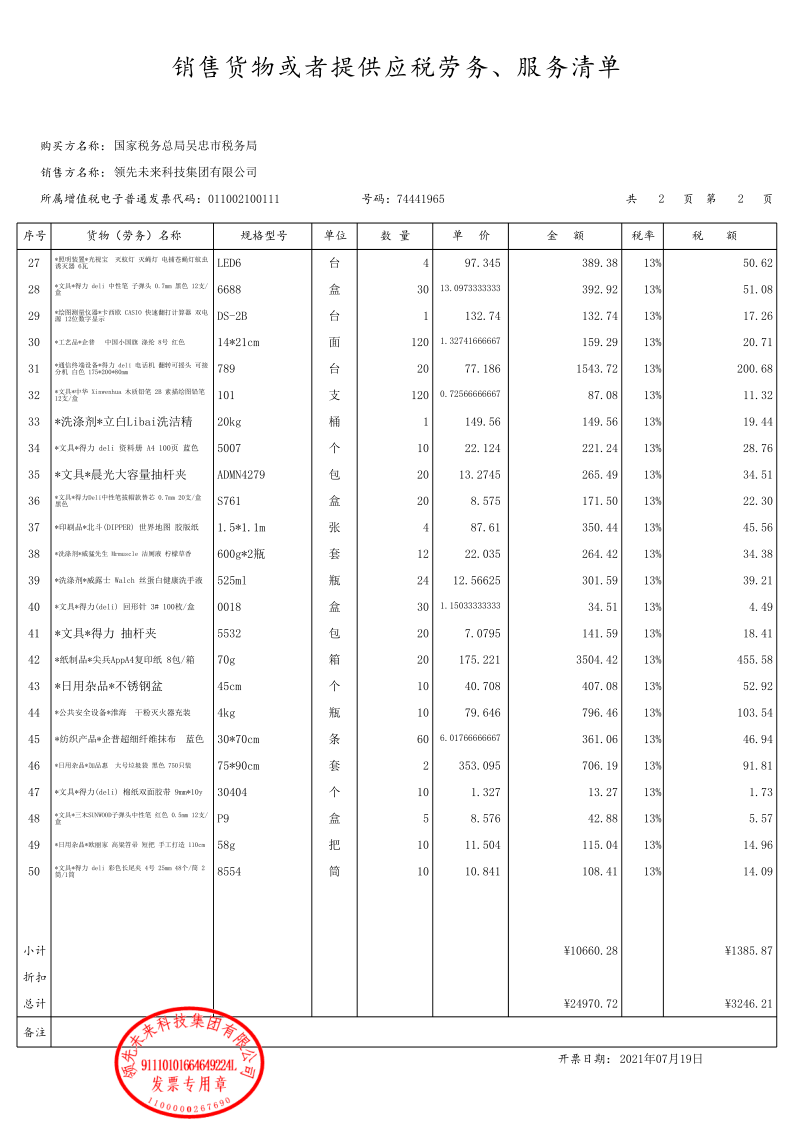 销售货物或者提供应税劳务、服务清单
购买方名称: 国家税务总局吴忠市税务局
销售方名称: 领先未来科技集团有限公司
所属增值税电子普通发票代码: 011002100111 号码: 74441965 共 2 页 第 2 页
序号 货物（劳务）名称 规格型号 单位 数 量 单 价 金 额 税率 税 额
27 *照明装置*光视宝 灭蚊灯 灭蝇灯 电捕苍蝇灯蚊虫诱灭器 6瓦 LED6 台 4 97.345 389.38 13% 50.62
28 *文具*得力 deli 中性笔 子弹头 0.7mm 黑色 12支/盒 6688 盒 30 13.0973333333 392.92 13% 51.08
29 *绘图测量仪器*卡西欧 CASIO 快速翻打计算器 双电源 12位数字显示 DS-2B 台 1 132.74 132.74 13% 17.26
30 *工艺品*企普 中国小国旗 涤纶 8号 红色 14*21cm 面 120 1.32741666667 159.29 13% 20.71
31 *通信终端设备*得力 deli 电话机 翻转可摇头 可接分机 白色 175*200*80mm 789 台 20 77.186 1543.72 13% 200.68
32 *文具*中华 Xinwenhua 木质铅笔 2B 素描绘图铅笔 12支/盒 101 支 120 0.72566666667 87.08 13% 11.32
33 *洗涤剂*立白Libai洗洁精 20kg 桶 1 149.56 149.56 13% 19.44
34 *文具*得力 deli 资料册 A4 100页 蓝色 5007 个 10 22.124 221.24 13% 28.76
35 *文具*晨光大容量抽杆夹 ADMN4279 包 20 13.2745 265.49 13% 34.51
36 *文具*得力Deli中性笔拔帽款替芯 0.7mm 20支/盒 黑色 S761 盒 20 8.575 171.50 13% 22.30
37 *印刷品*北斗(DIPPER) 世界地图 胶版纸 1.5*1.1m 张 4 87.61 350.44 13% 45.56
38 *洗涤剂*威猛先生 Mrmuscle 洁厕液 柠檬草香 600g*2瓶 套 12 22.035 264.42 13% 34.38
39 *洗涤剂*威露士 Walch 丝蛋白健康洗手液 525ml 瓶 24 12.56625 301.59 13% 39.21
40 *文具*得力(deli) 回形针 3# 100枚/盒 0018 盒 30 1.15033333333 34.51 13% 4.49
41 *文具*得力 抽杆夹 5532 包 20 7.0795 141.59 13% 18.41
42 *纸制品*尖兵AppA4复印纸 8包/箱 70g 箱 20 175.221 3504.42 13% 455.58
43 *日用杂品*不锈钢盆 45cm 个 10 40.708 407.08 13% 52.92
44 *公共安全设备*淮海 干粉灭火器充装 4kg 瓶 10 79.646 796.46 13% 103.54
45 *纺织产品*企普超细纤维抹布 蓝色 30*70cm 条 60 6.01766666667 361.06 13% 46.94
46 *日用杂品*加品惠 大号垃圾袋 黑色 750只装 75*90cm 套 2 353.095 706.19 13% 91.81
47 *文具*得力(deli) 棉纸双面胶带 9mm*10y 30404 个 10 1.327 13.27 13% 1.73
48 *文具*三木SUNWOOD子弹头中性笔 红色 0.5mm 12支/盒 P9 盒 5 8.576 42.88 13% 5.57
49 *日用杂品*欧丽家 高粱笤帚 短把 手工打造 110cm 58g 把 10 11.504 115.04 13% 14.96
50 *文具*得力 deli 彩色长尾夹 4号 25mm 48个/筒 2筒/1筒 8554 筒 10 10.841 108.41 13% 14.09
小计 ¥10660.28 ¥1385.87
折扣
总计 ¥24970.72 ¥3246.21
备注
领先未来科技集团有限公司
91110101664649224L
发票专用章
1100000267690
开票日期: 2021年07月19日